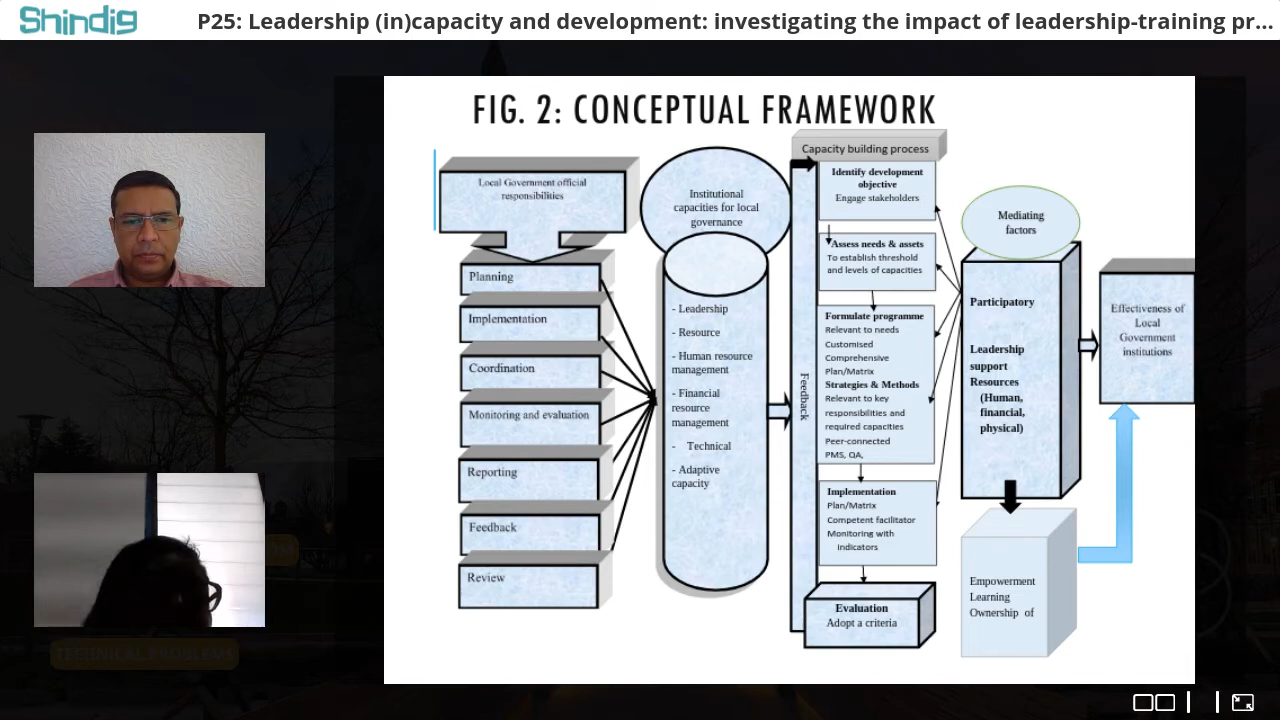 Shindig
P25: Leadership (in)capacity and development: investigating the impact of leadership-training pr...
FIG. 2: CONCEPTUAL FRAMEWORK
Local Government official
responsibilities
Planning
Implementation
Coordination
Monitoring and evaluation
Reporting
Feedback
Review
Institutional
capacities for local
governance
- Leadership
- Resource
- Human resource
management
- Financial
resource
management
- Technical
- Adaptive
capacity
Capacity building process
Feedback
Identify development
objective
Engage stakeholders
Assess needs & assets
To establish threshold
and levels of capacities
Formulate programme
Relevant to needs
Customised
Comprehensive
Plan/Matrix
Strategies & Methods
Relevant to key
responsibilities and
required capacities
Peer-connected
PMS, QA,
Implementation
Plan/Matrix
Competent facilitator
Monitoring with
indicators
Evaluation
Adopt a criteria
Mediating
factors
Participatory
Leadership
support
Resources
(Human,
financial,
physical)
Empowerment
Learning
Ownership of
Effectiveness of
Local
Government
institutions
TECHNICAL PROBLEMS